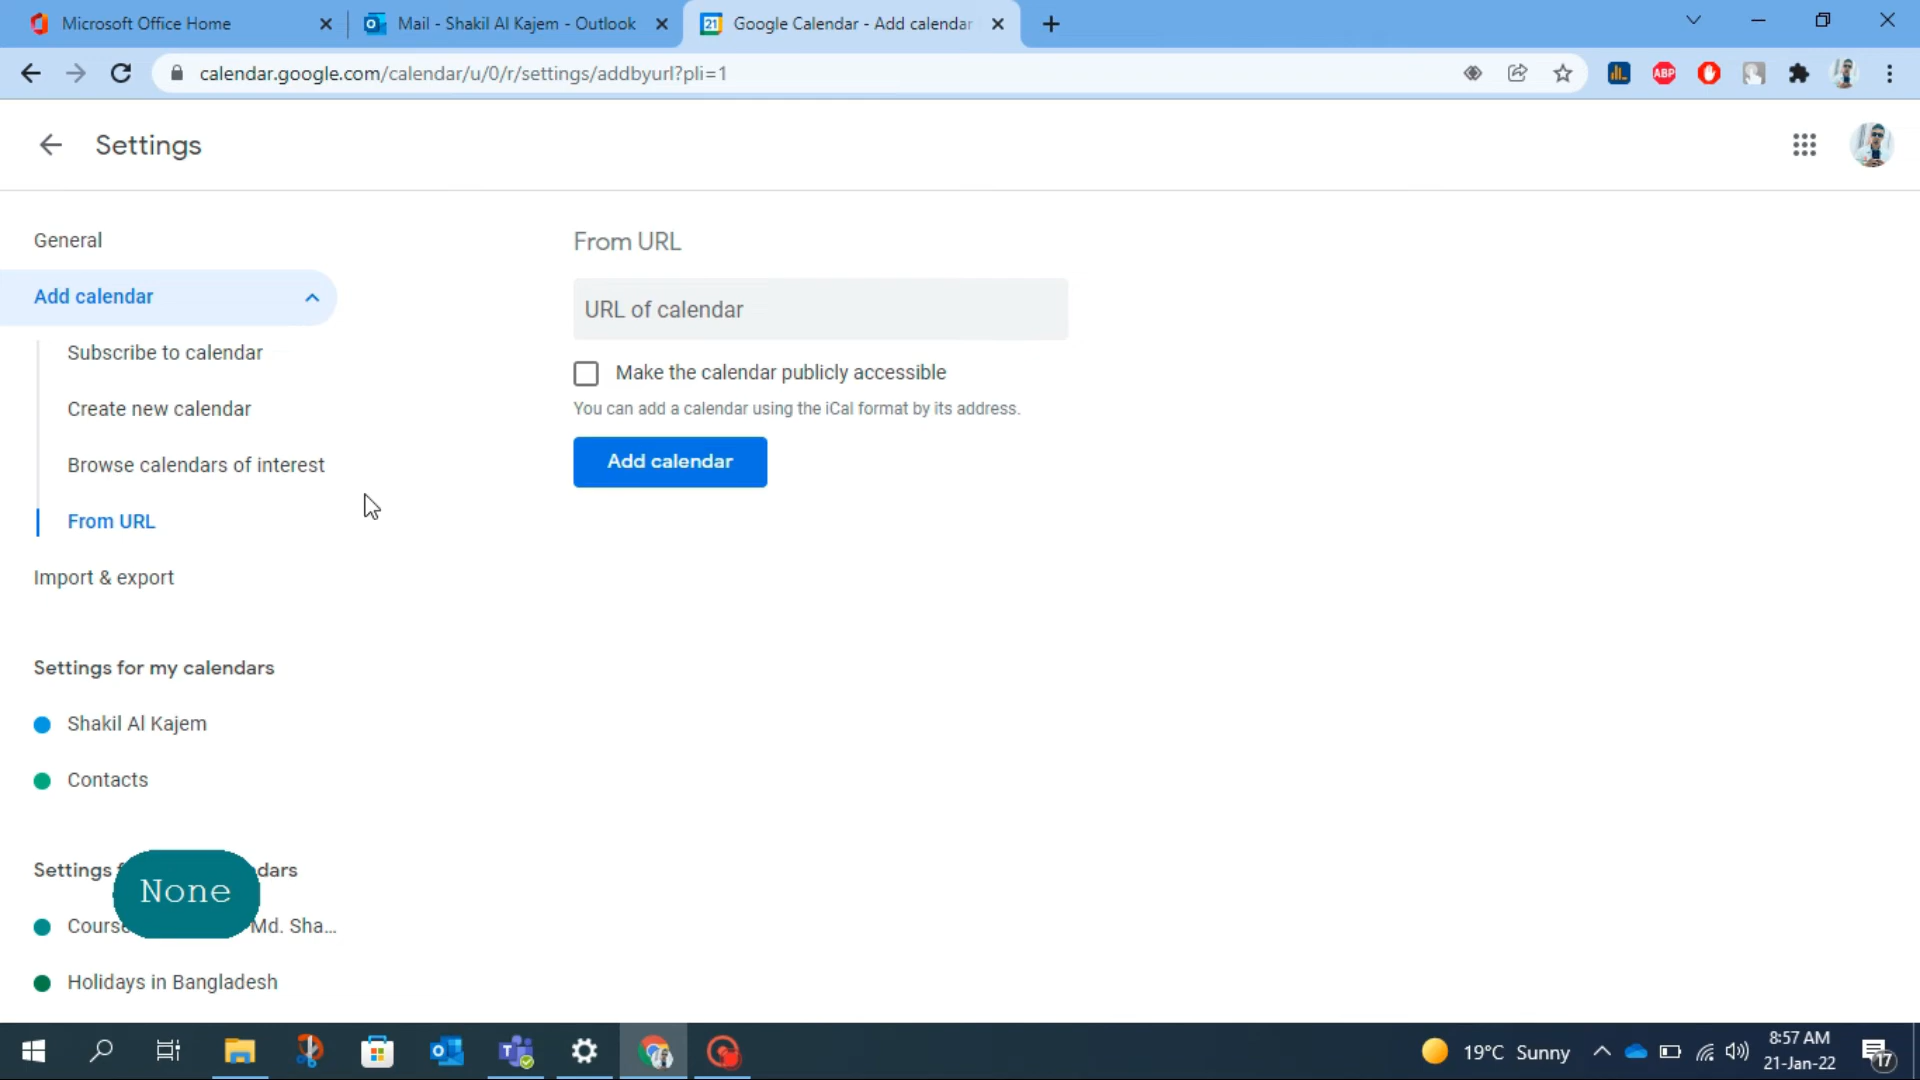 Microsoft Office Home
Mail - Shakil Al Kajem - Outlook
Google Calendar - Add calendar
calendar.google.com/calendar/u/0/r/settings/addbyurl?pli=1
ABP
Settings
General
Add calendar
Subscribe to calendar
Create new calendar
Browse calendars of interest
From URL
Import & export
Settings for my calendars
Shakil Al Kajem
Contacts
Settings dars
Course Md. Sha...
Holidays in Bangladesh
None
From URL
URL of calendar
Make the calendar publicly accessible
You can add a calendar using the iCal format by its address.
Add calendar
19°C Sunny
8:57 AM
21-Jan-22
17